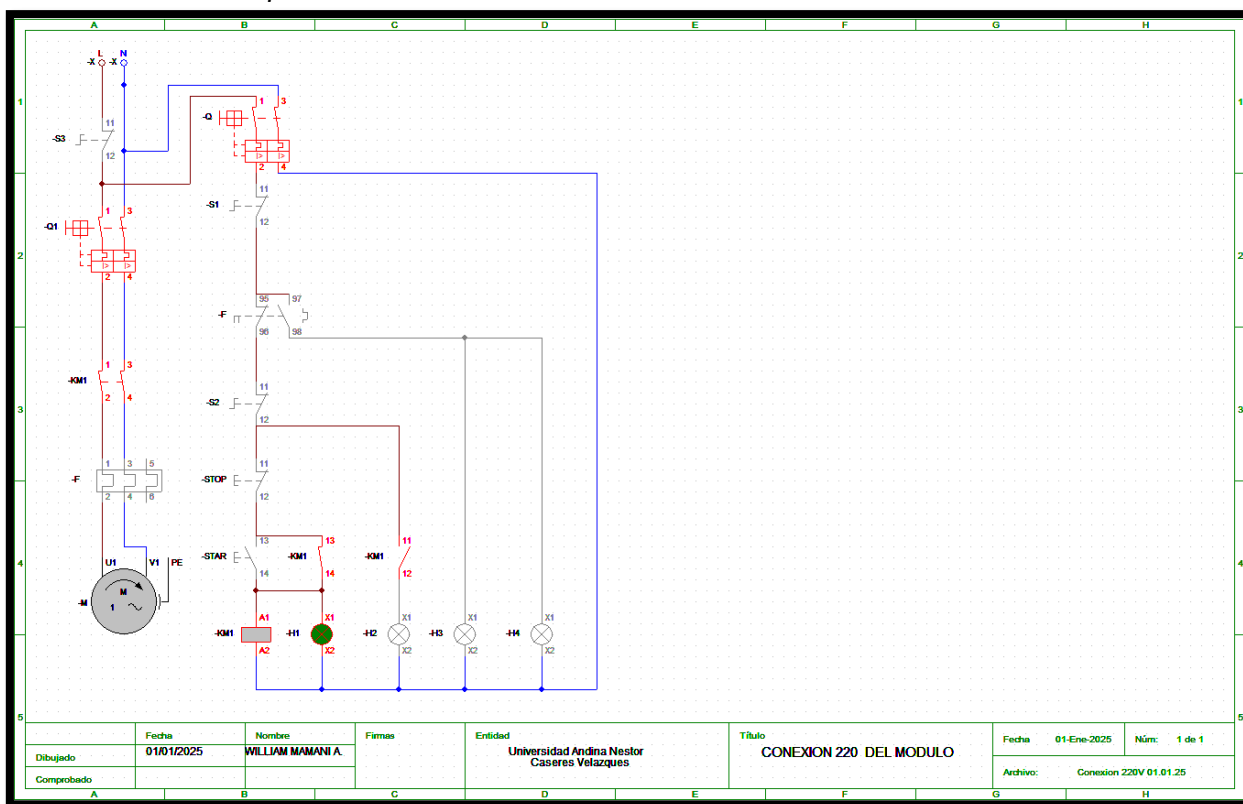 A B C D E F G H
L N
-X -X
1 3
1 1
-Q
11
-S3
12
2 4
11
-S1
12
1 3
-Q1
2 2
2 4
95 97
-F
96 98
1 3
-KM1
2 4
11
-S2
12
3 3
1 3 5
-F
2 4 6
11
-STOP
12
13 13 11
-STAR -KM1 -KM1
14 14 12
4 4
U1 V1 PE
M
-M 1
A1 X1 X1 X1 X1
-KM1 -H1 -H2 -H3 -H4
A2 X2 X2 X2 X2
5 5
Fecha Nombre Firmas Entidad Título
Dibujado 01/01/2025 WILLIAM MAMANI A.
Universidad Andina Nestor
Caseres Velazques
CONEXION 220 DEL MODULO
Fecha 01-Ene-2025 Núm: 1 de 1
Comprobado
Archivo: Conexion 220V 01.01.25
A B C D E F G H